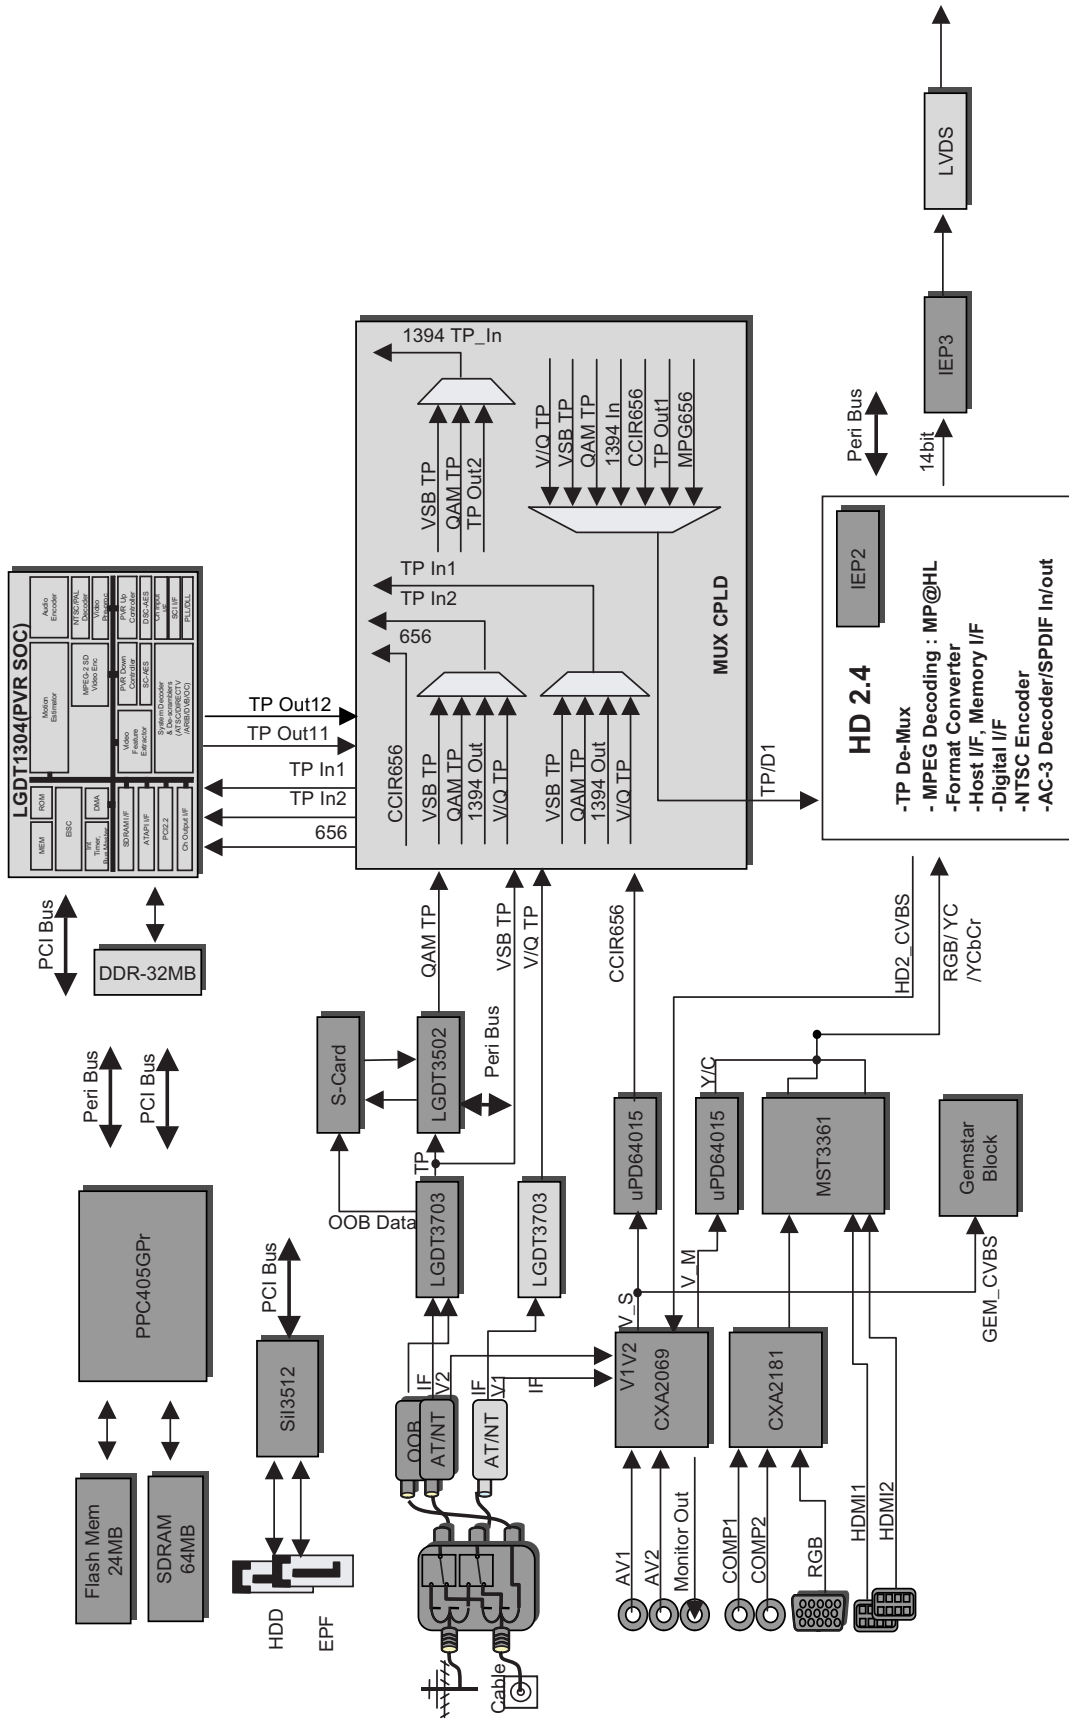 LVDS
IEP3
Peri Bus
14bit
1394 TP_In
VSB TP
QAM TP
TP Out2
V/Q TP
VSB TP
QAM TP
1394 In
CCIR656
TP Out1
MPG656
TP In1
TP In2
656
MUX CPLD
CCIR656
VSB TP
QAM TP
1394 Out
V/Q TP
VSB TP
QAM TP
1394 Out
V/Q TP
TP/D1
LGDT1304(PVR SOC)
MEM
ROM
EISC
Int
Timer,
Bus Master
DMA
SDRAM I/F
ATAPI I/F
PCI2.2
Ch Output I/F
Motion
Estimator
Audio
Encoder
MPEG-2 SD
Video Enc
NTSC/PAL
Decoder
Video
Pre-proc
Video
Feature
Extractor
PVR Down
Controller
PVR Up
Controller
SC-AES
DSC-AES
System Decoder
& De-scramblers
(ATSC/DIRECTV
/ARIB/DVB/OC)
Ch Input
I/F
SCI I/F
PLL/DLL
TP Out12
TP Out11
TP In1
TP In2
656
PCI Bus
DDR-32MB
Peri Bus
PCI Bus
PPC405GPr
Flash Mem
24MB
SDRAM
64MB
PCI Bus
SiI3512
HDD
EPF
S-Card
LGDT3502
Peri Bus
QAM TP
VSB TP
V/Q TP
TP
OOB Data
LGDT3703
LGDT3703
OOB
AT/NT
AT/NT
IF
V2
IF
V1
IF
Cable
IEP2
HD 2.4
-TP De-Mux
- MPEG Decoding : MP@HL
-Format Converter
-Host I/F, Memory I/F
-Digital I/F
-NTSC Encoder
-AC-3 Decoder/SPDIF In/out
CCIR656
HD2_CVBS
RGB/ YC
/YCbCr
uPD64015
uPD64015
Y/C
MST3361
Gemstar
Block
V_S
V_M
GEM_CVBS
V1V2
CXA2069
CXA2181
AV1
AV2
Monitor Out
COMP1
COMP2
RGB
HDMI1
HDMI2